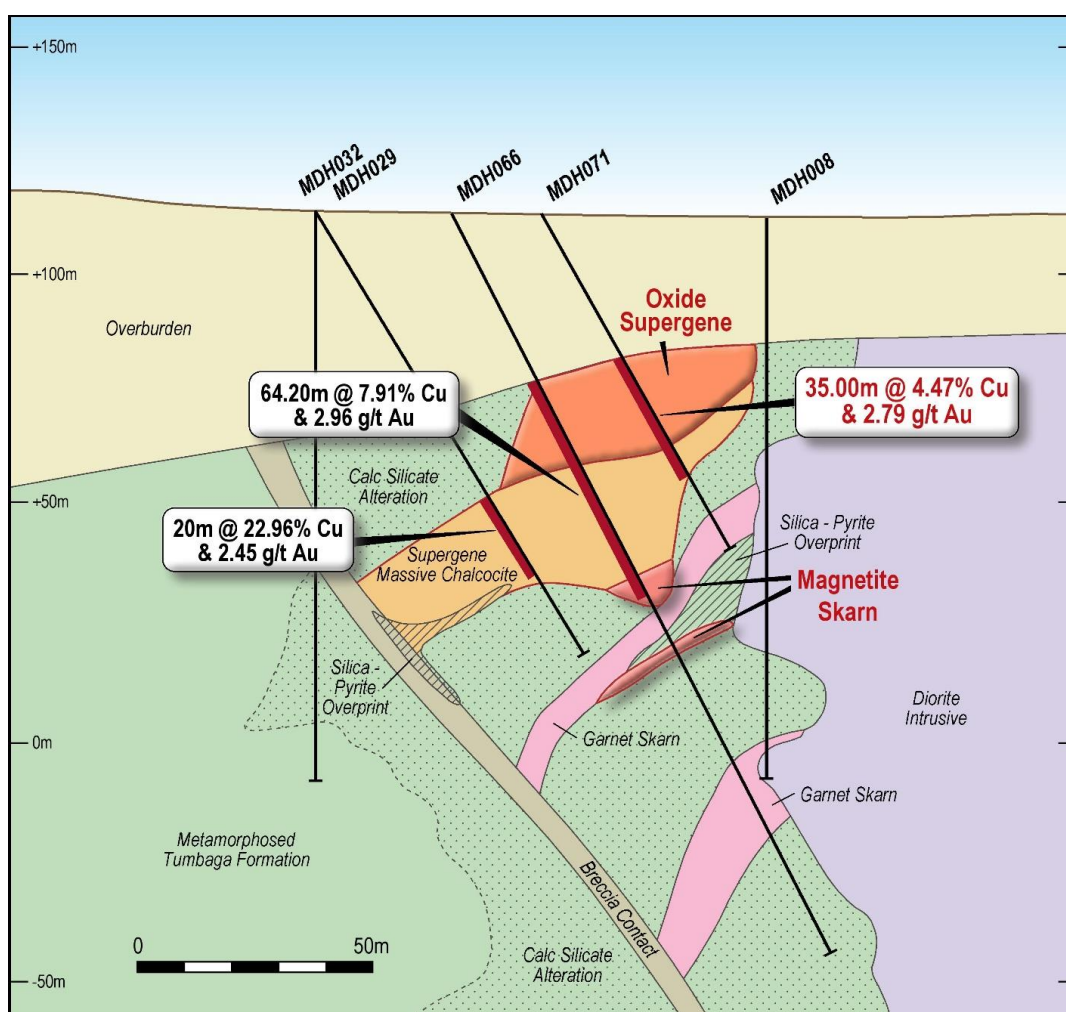 +150m
MDH032
MDH029
MDH066
MDH071
MDH008
+100m
Oxide
Supergene
Overburden
64.20m @ 7.91% Cu
& 2.96 g/t Au
35.00m @ 4.47% Cu
& 2.79 g/t Au
Calc Silicate
Alteration
+50m
20m @ 22.96% Cu
& 2.45 g/t Au
Supergene
Massive Chalcocite
Silica - Pyrite
Overprint
Magnetite
Skarn
Silica -
Pyrite
Overprint
Diorite
Intrusive
0m
Garnet Skarn
Garnet Skarn
Metamorphosed
Tumbaga Formation
Breccia Contact
0
50m
Calc Silicate
Alteration
-50m